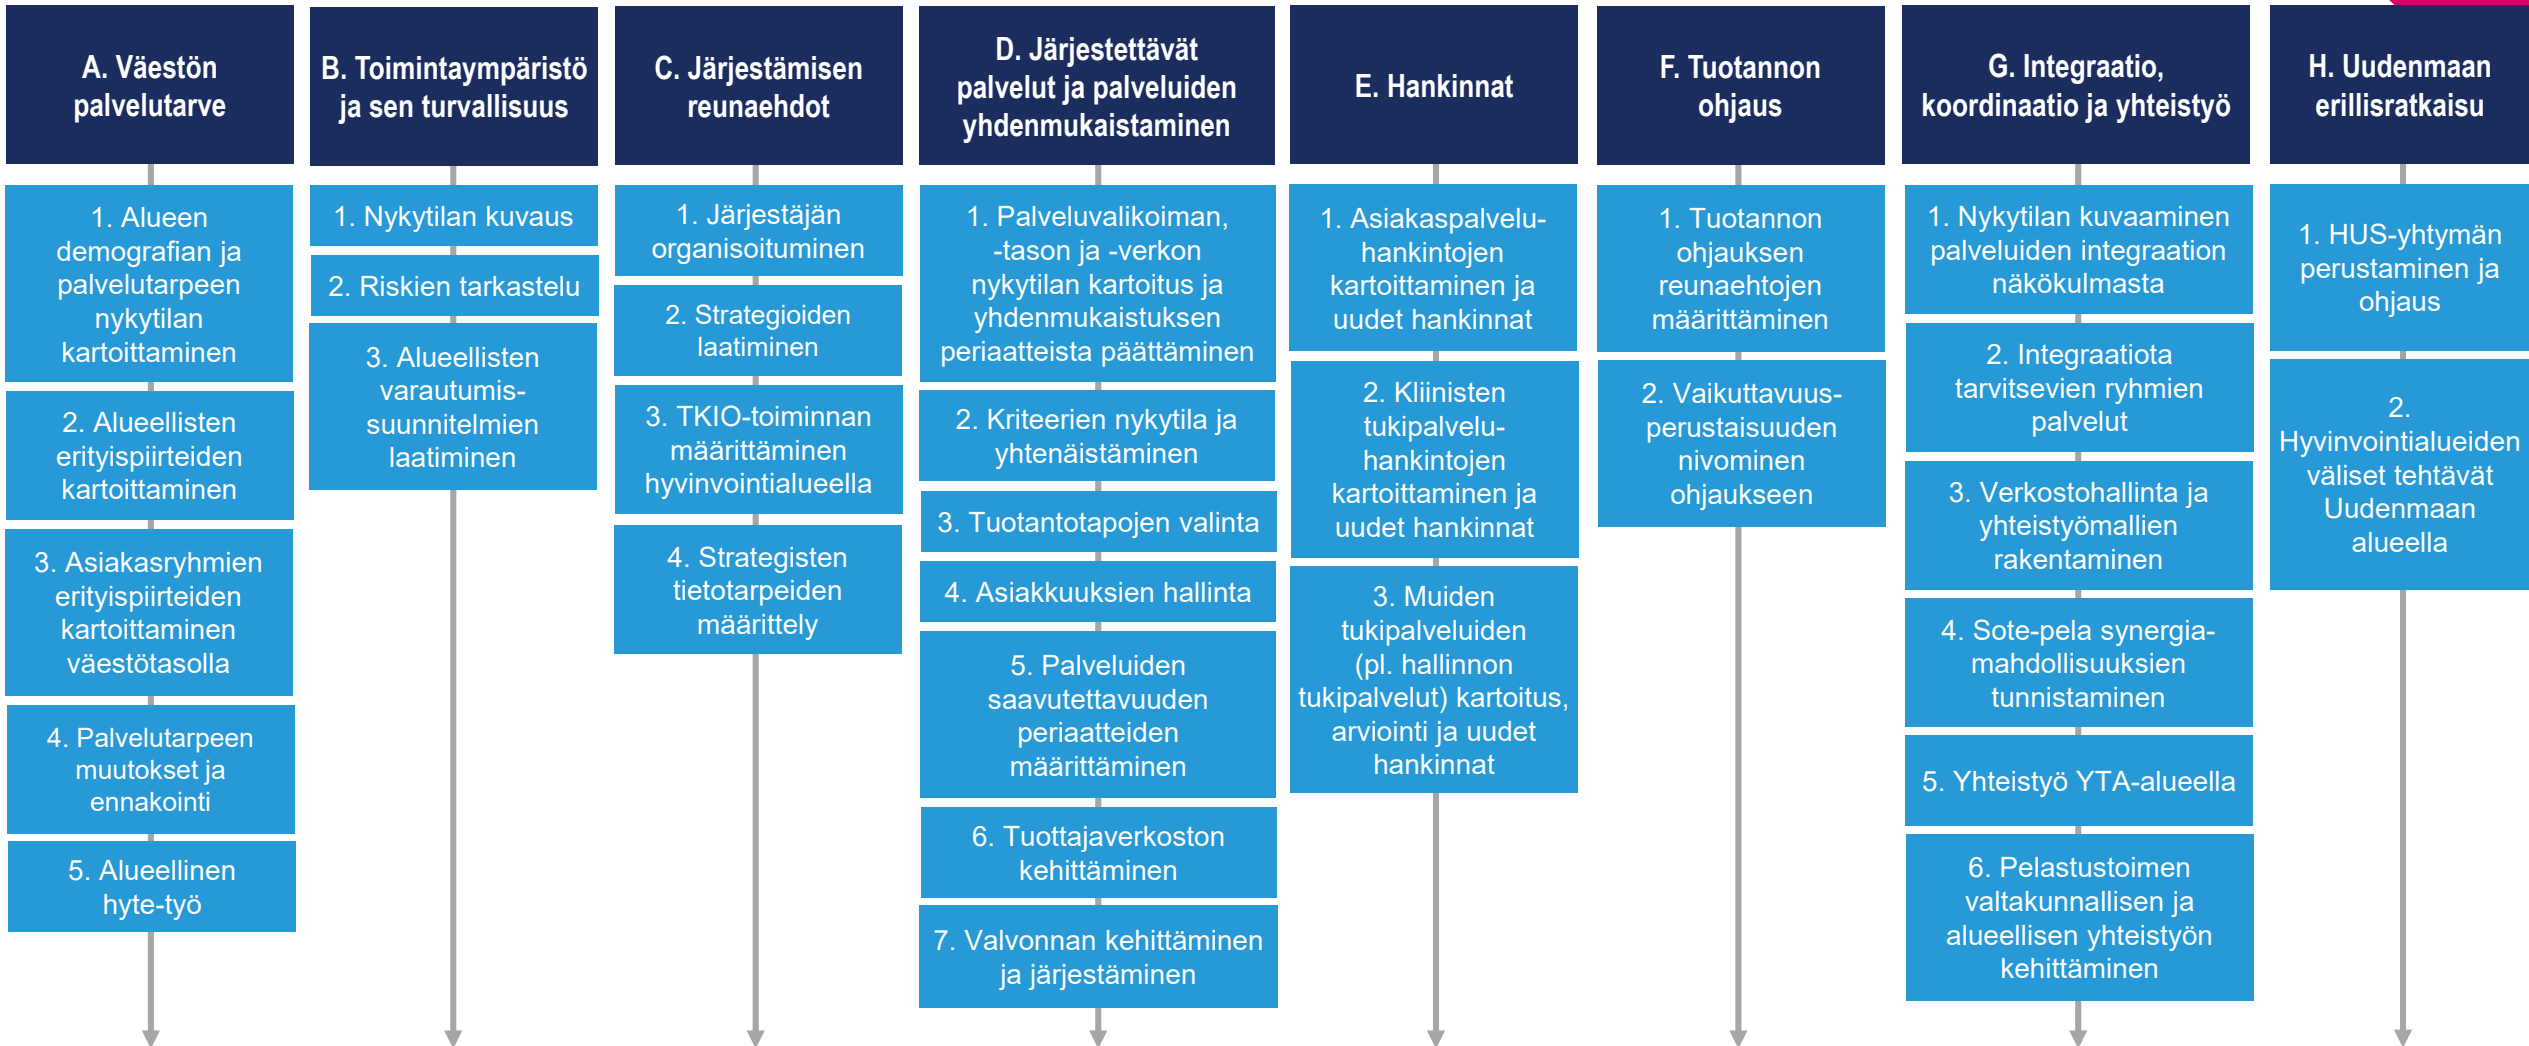 A. Väestön
palvelutarve
1. Alueen
demografian ja
palvelutarpeen
nykytilan
kartoittaminen
2. Alueellisten
erityispiirteiden
kartoittaminen
3. Asiakasryhmien
erityispiirteiden
kartoittaminen
väestötasolla
4. Palvelutarpeen
muutokset ja
ennakointi
5. Alueellinen
hyte-työ
B. Toimintaympäristö
ja sen turvallisuus
1. Nykytilan kuvaus
2. Riskien tarkastelu
3. Alueellisten
varautumis-
suunnitelmien
laatiminen
C. Järjestämisen
reunaehdot
1. Järjestäjän
organisoituminen
2. Strategioiden
laatiminen
3. TKIO-toiminnan
määrittäminen
hyvinvointialueella
4. Strategisten
tietotarpeiden
määrittely
D. Järjestettävät
palvelut ja palveluiden
yhdenmukaistaminen
1. Palveluvalikoiman,
-tason ja -verkon
nykytilan kartoitus ja
yhdenmukaistuksen
periaatteista päättäminen
2. Kriteerien nykytila ja
yhtenäistäminen
3. Tuotantotapojen valinta
4. Asiakkuuksien hallinta
5. Palveluiden
saavutettavuuden
periaatteiden
määrittäminen
6. Tuottajaverkoston
kehittäminen
7. Valvonnan kehittäminen
ja järjestäminen
E. Hankinnat
1. Asiakaspalvelu-
hankintojen
kartoittaminen ja
uudet hankinnat
2. Kliinisten
tukipalvelu-
hankintojen
kartoittaminen ja
uudet hankinnat
3. Muiden
tukipalveluiden
(pl. hallinnon
tukipalvelut) kartoitus,
arviointi ja uudet
hankinnat
F. Tuotannon
ohjaus
1. Tuotannon
ohjauksen
reunaehtojen
määrittäminen
2. Vaikuttavuus-
perustaisuuden
nivominen
ohjaukseen
G. Integraatio,
koordinaatio ja yhteistyö
1. Nykytilan kuvaaminen
palveluiden integraation
näkökulmasta
2. Integraatiota
tarvitsevien ryhmien
palvelut
3. Verkostohallinta ja
yhteistyömallien
rakentaminen
4. Sote-pela synergia-
mahdollisuuksien
tunnistaminen
5. Yhteistyö YTA-alueella
6. Pelastustoimen
valtakunnallisen ja
alueellisen yhteistyön
kehittäminen
H. Uudenmaan
erillisratkaisu
1. HUS-yhtymän
perustaminen ja
ohjaus
2.
Hyvinvointialueiden
väliset tehtävät
Uudenmaan
alueella